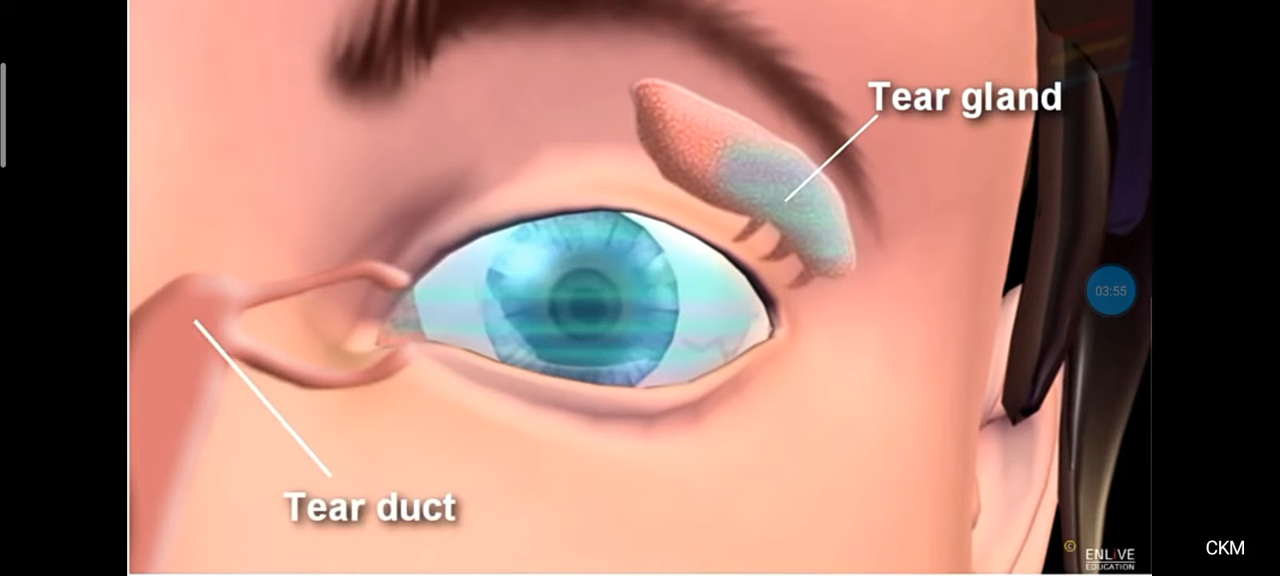 Tear gland
03:55
Tear duct
CKM
©
ENLiVE
EDUCATION